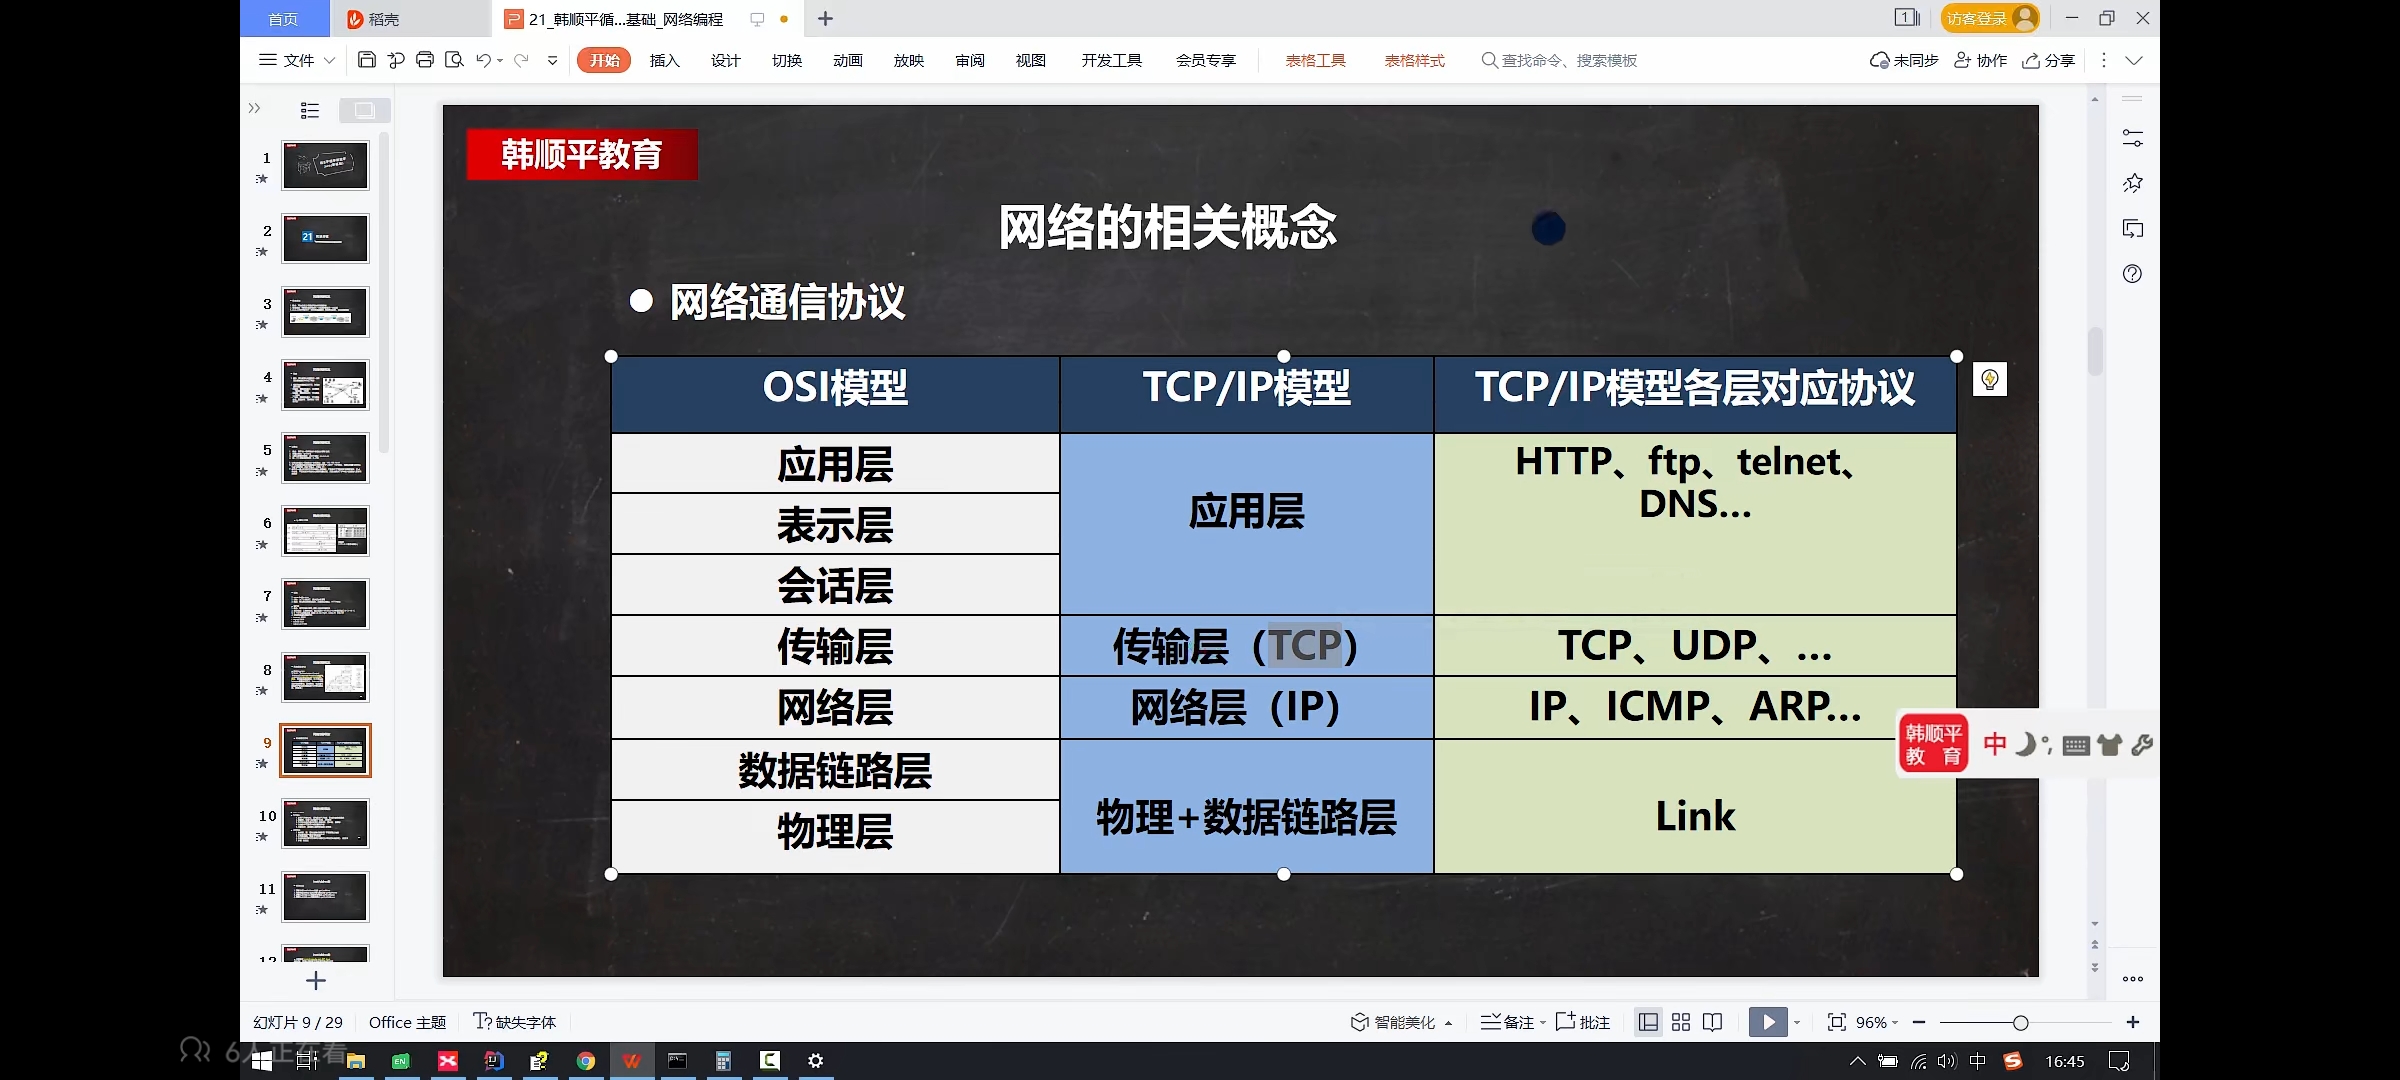 首页 稻壳 21_韩顺平循...基础_网络编程 访客登录
文件 开始 插入 设计 切换 动画 放映 审阅 视图 开发工具 会员专享 表格工具 表格样式 查找命令、搜索模板 未同步 协作 分享
韩顺平教育
网络的相关概念
● 网络通信协议
OSI模型 TCP/IP模型 TCP/IP模型各层对应协议
应用层 应用层 HTTP、ftp、telnet、
DNS...
表示层
会话层
传输层 传输层（TCP） TCP、UDP、...
网络层 网络层（IP） IP、ICMP、ARP...
数据链路层 物理+数据链路层 Link
物理层
1
2
3
4
5
6
7
8
9
10
11
12
韩顺平
教 育
中
幻灯片 9 / 29 Office 主题 缺失字体 智能美化 备注 批注 96%
6人正在看
中 16:45